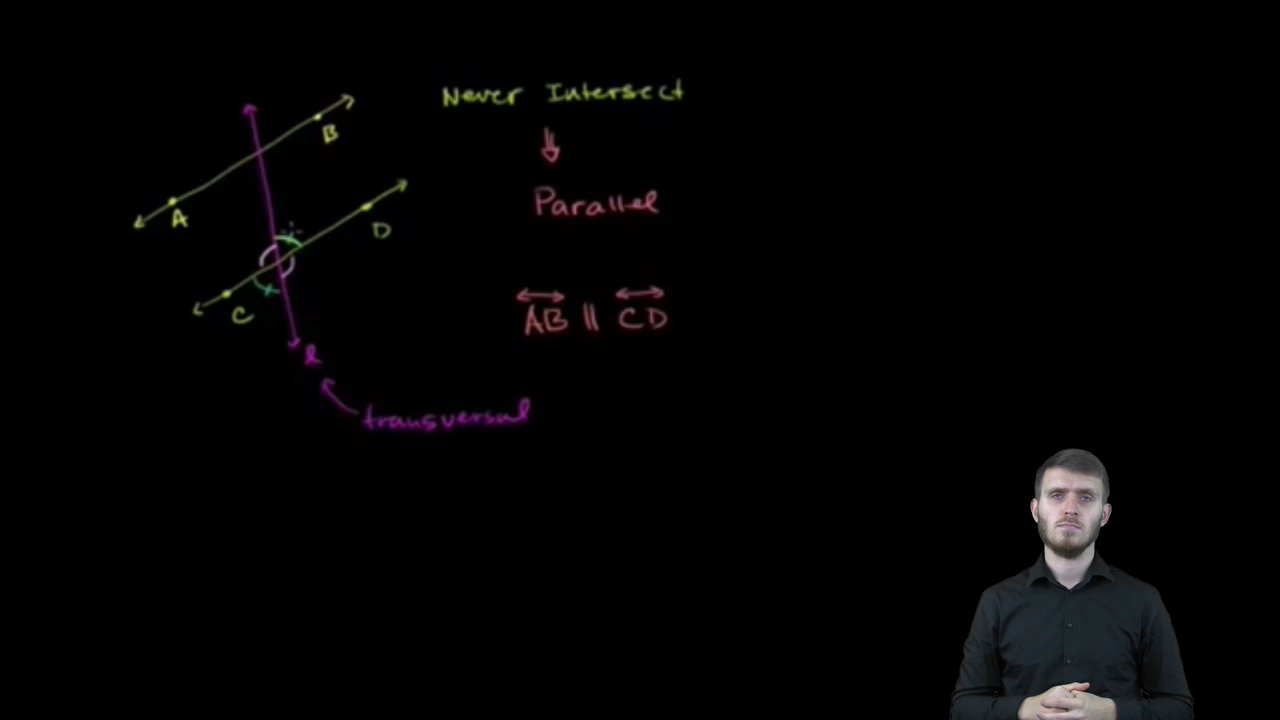 Never Intersect
⇓
Parallel
B
A
D
C
AB || CD
l
transversal